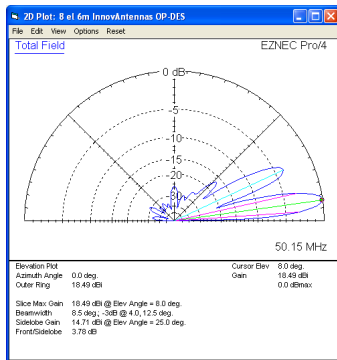 2D Plot: 8 el 6m InnovAntennas OP-DES
File Edit View Options Reset
Total Field EZNEC Pro/4
0 dB
-5
-10
-15
-20
-30
50.15 MHz
Elevation Plot Cursor Elev 8.0 deg.
Azimuth Angle 0.0 deg. Gain 18.49 dBi
Outer Ring 18.49 dBi 0.0 dBmax
Slice Max Gain 18.49 dBi @ Elev Angle = 8.0 deg.
Beamwidth 8.5 deg.; -3dB @ 4.0, 12.5 deg.
Sidelobe Gain 14.71 dBi @ Elev Angle = 25.0 deg.
Front/Sidelobe 3.78 dB